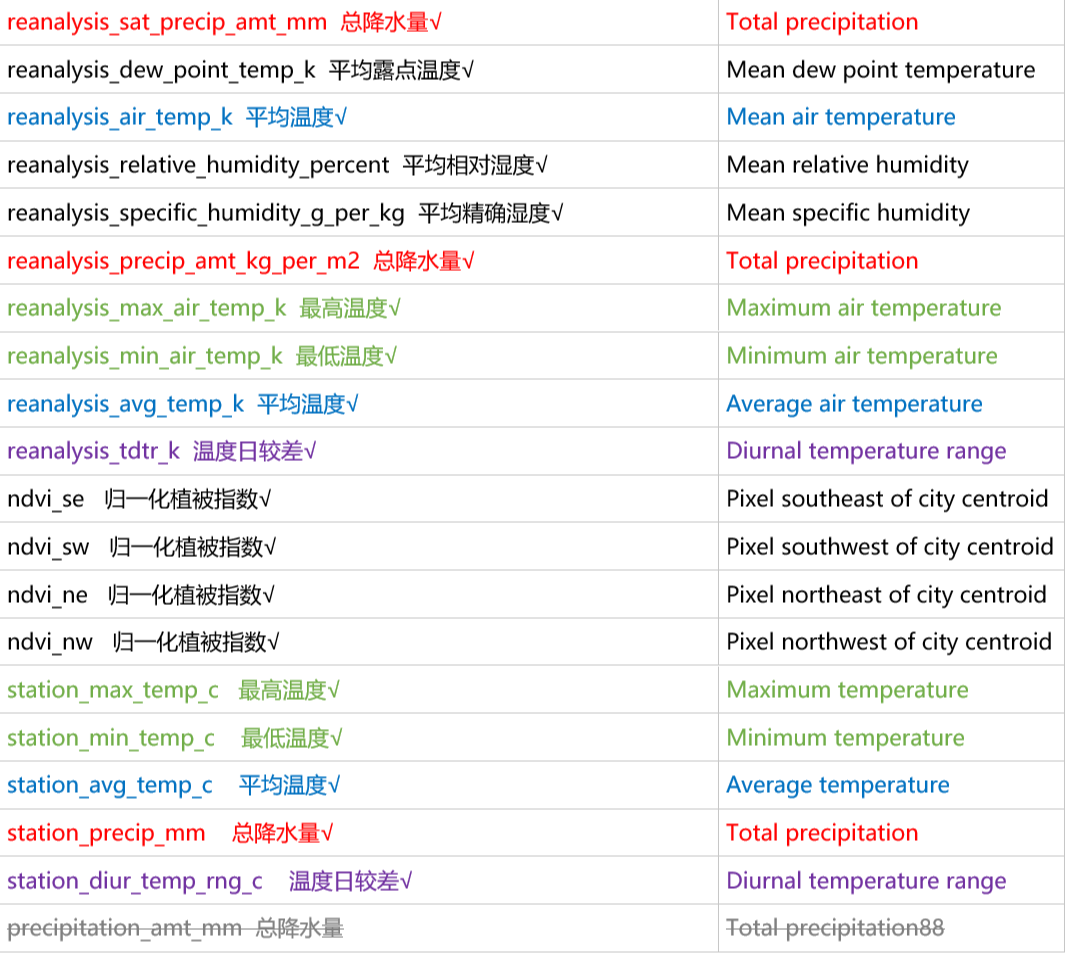 reanalysis_sat_precip_amt_mm 总降水量√ Total precipitation
reanalysis_dew_point_temp_k 平均露点温度√ Mean dew point temperature
reanalysis_air_temp_k 平均温度√ Mean air temperature
reanalysis_relative_humidity_percent 平均相对湿度√ Mean relative humidity
reanalysis_specific_humidity_g_per_kg 平均精确湿度√ Mean specific humidity
reanalysis_precip_amt_kg_per_m2 总降水量√ Total precipitation
reanalysis_max_air_temp_k 最高温度√ Maximum air temperature
reanalysis_min_air_temp_k 最低温度√ Minimum air temperature
reanalysis_avg_temp_k 平均温度√ Average air temperature
reanalysis_tdtr_k 温度日较差√ Diurnal temperature range
ndvi_se 归一化植被指数√ Pixel southeast of city centroid
ndvi_sw 归一化植被指数√ Pixel southwest of city centroid
ndvi_ne 归一化植被指数√ Pixel northeast of city centroid
ndvi_nw 归一化植被指数√ Pixel northwest of city centroid
station_max_temp_c 最高温度√ Maximum temperature
station_min_temp_c 最低温度√ Minimum temperature
station_avg_temp_c 平均温度√ Average temperature
station_precip_mm 总降水量√ Total precipitation
station_diur_temp_rng_c 温度日较差√ Diurnal temperature range
precipitation_amt_mm 总降水量 Total precipitation88